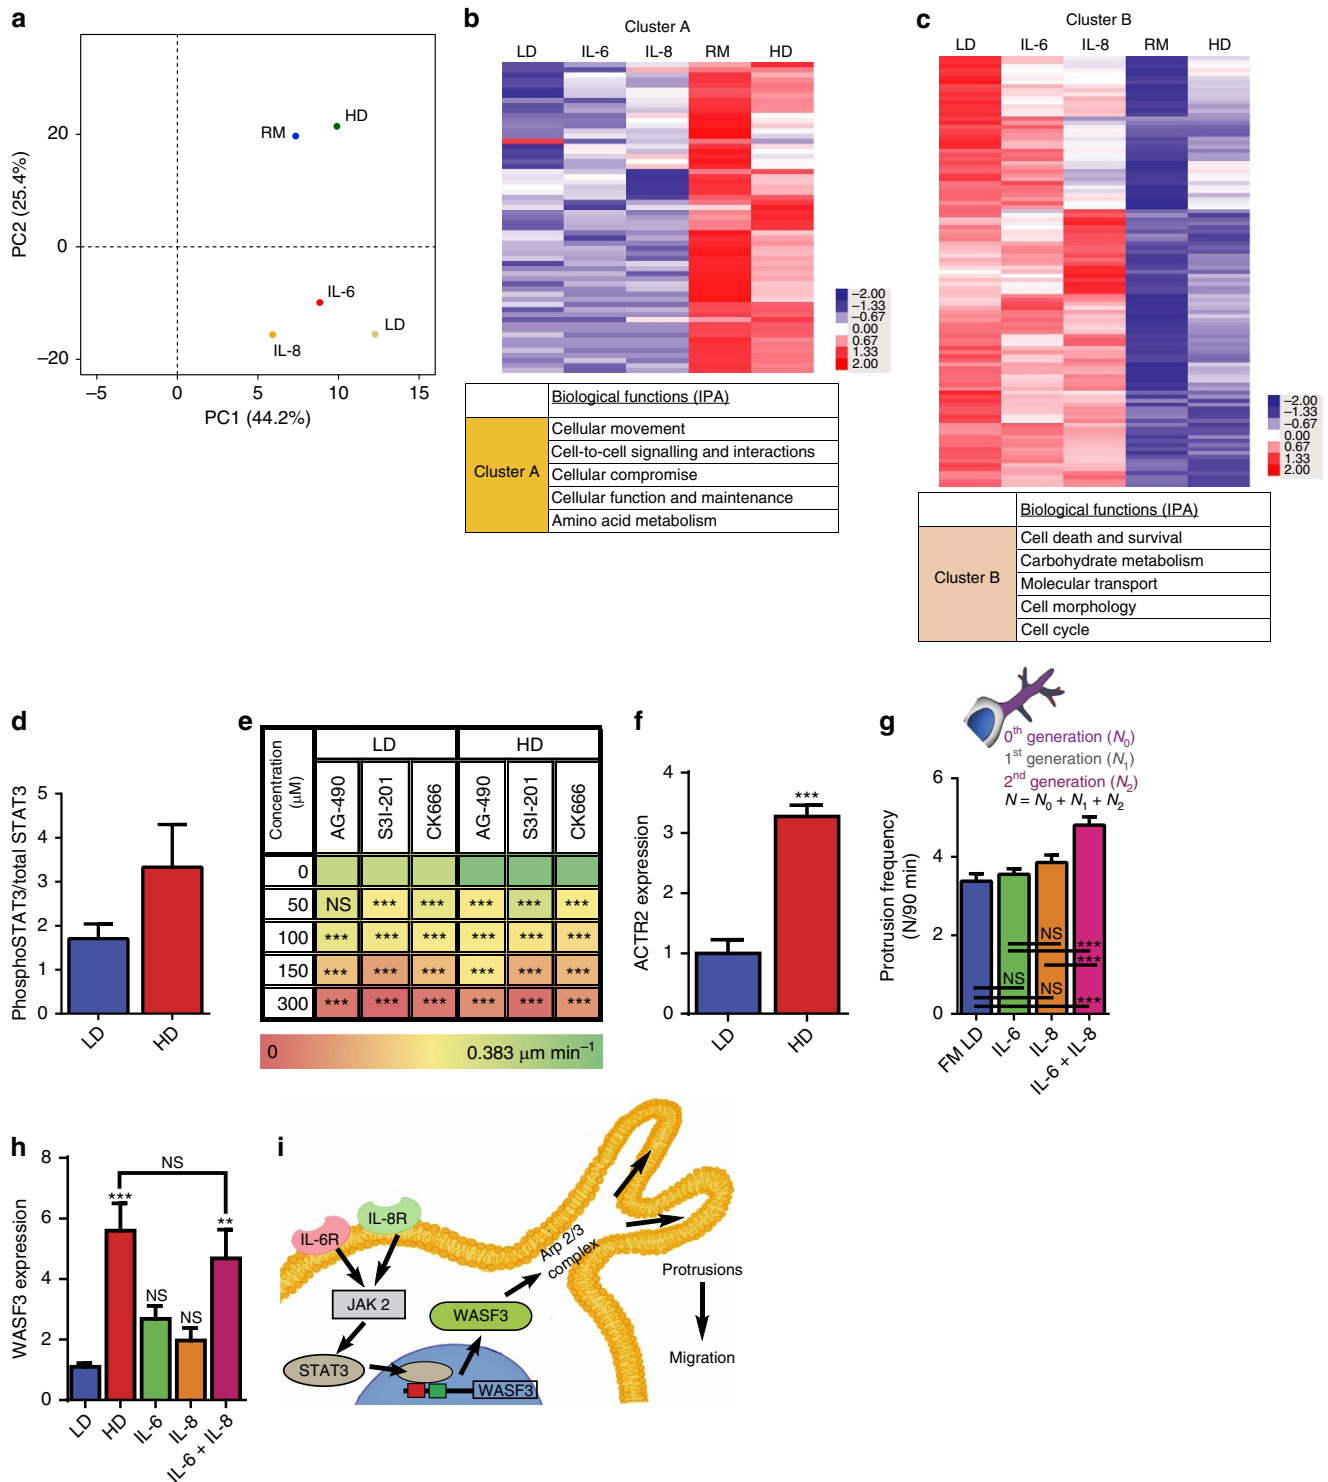 a
PC2 (25.4%)
20
0
−20
RM
HD
IL-6
LD
IL-8
−5
0
5
10
15
PC1 (44.2%)
b
Cluster A
LD IL-6 IL-8 RM HD
−2.00
−1.33
−0.67
0.00
0.67
1.33
2.00
Biological functions (IPA)
Cluster A
Cellular movement
Cell-to-cell signalling and interactions
Cellular compromise
Cellular function and maintenance
Amino acid metabolism
c
Cluster B
LD IL-6 IL-8 RM HD
−2.00
−1.33
−0.67
0.00
0.67
1.33
2.00
Biological functions (IPA)
Cluster B
Cell death and survival
Carbohydrate metabolism
Molecular transport
Cell morphology
Cell cycle
d
PhosphoSTAT3/total STAT3
5
4
3
2
1
0
LD
HD
e
Concentration (μM)
LD HD
AG-490 S3I-201 CK666 AG-490 S3I-201 CK666
0
50 NS *** *** *** *** ***
100 *** *** *** *** *** ***
150 *** *** *** *** *** ***
300 *** *** *** *** *** ***
0 0.383 μm min−1
f
ACTR2 expression
4
3
2
1
0
***
LD
HD
g
0th generation (N0)
1st generation (N1)
2nd generation (N2)
N = N0 + N1 + N2
Protrusion frequency
(N/90 min)
6
4
2
0
NS
***
***
NS
NS
***
FM LD
IL-6
IL-8
IL-6 + IL-8
h
WASF3 expression
8
6
4
2
0
NS
***
NS
NS
**
LD
HD
IL-6
IL-8
IL-6 + IL-8
i
IL-6R
IL-8R
JAK 2
STAT3
WASF3
WASF3
Arp 2/3
complex
Protrusions
Migration